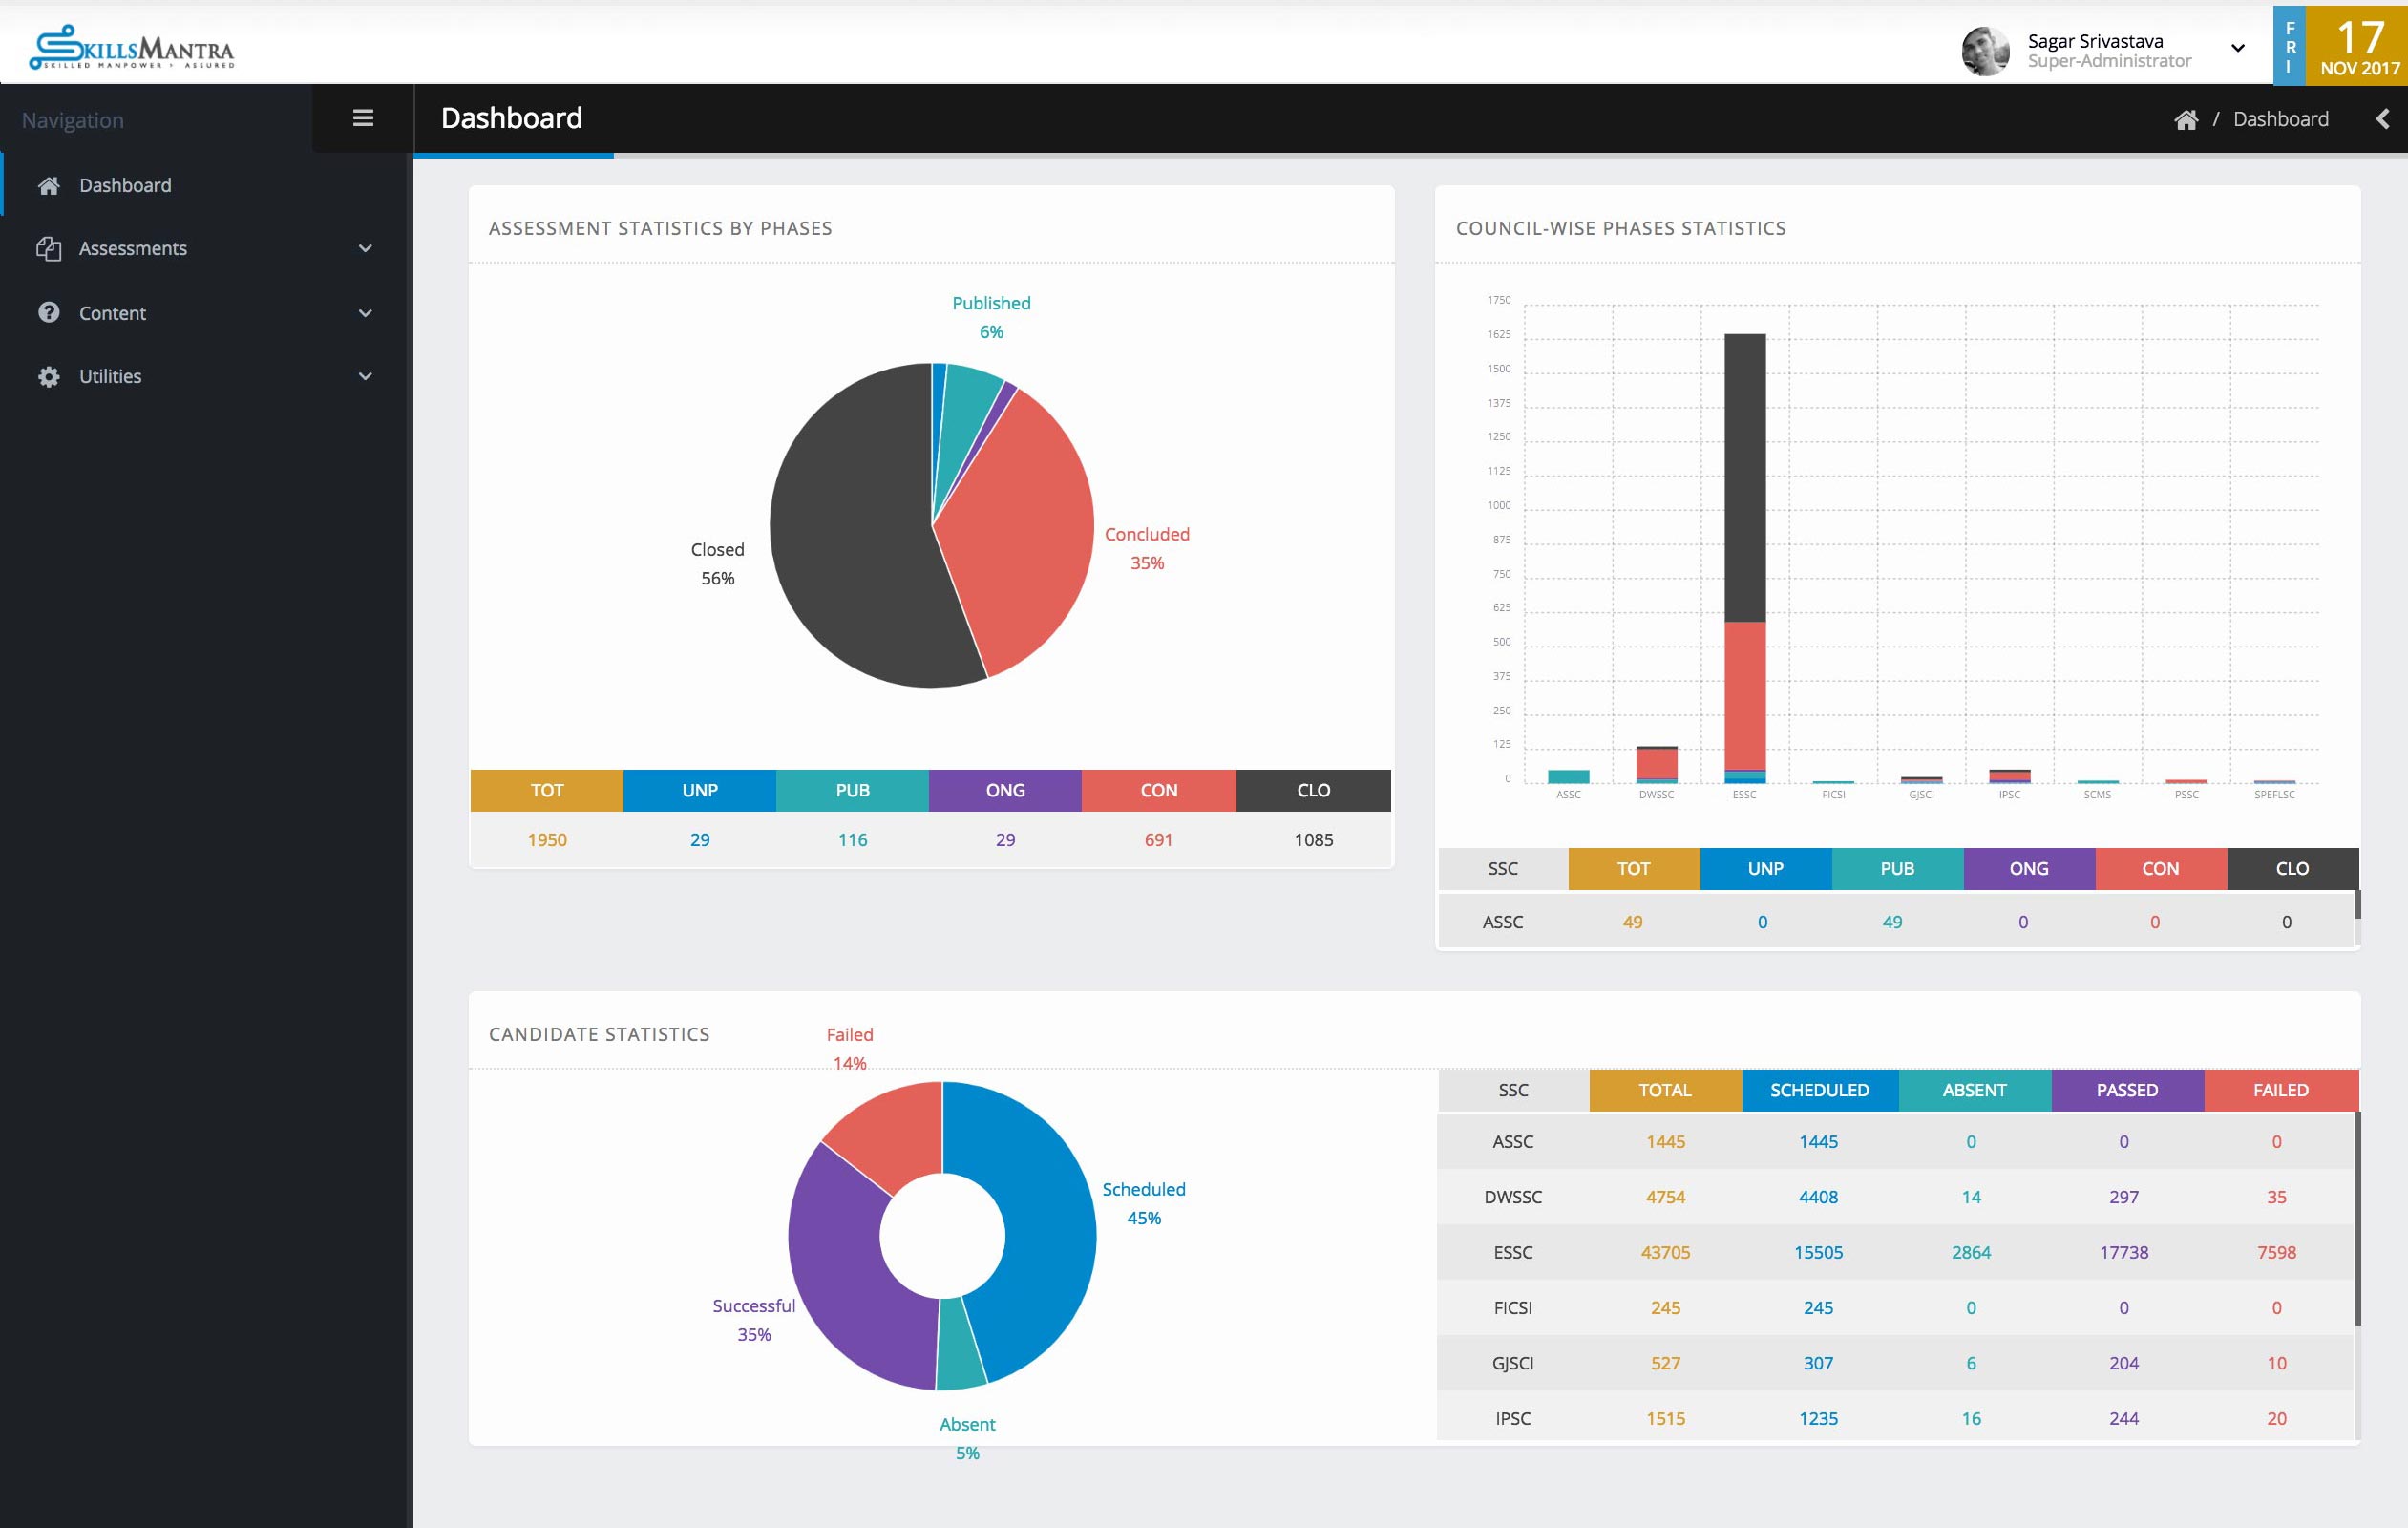 SKILLSMANTRA
SKILLED MANPOWER • ASSURED
Sagar Srivastava
Super-Administrator
FRI
17
NOV 2017
Navigation
Dashboard
Assessments
Content
Utilities
Dashboard
/ Dashboard
ASSESSMENT STATISTICS BY PHASES
Published
6%
Concluded
35%
Closed
56%
TOT UNP PUB ONG CON CLO
1950 29 116 29 691 1085
COUNCIL-WISE PHASES STATISTICS
1750
1625
1500
1375
1250
1125
1000
875
750
625
500
375
250
125
0
ASSC DWSSC ESSC FICSI GJSCI IPSC SCMS PSSC SPEFLSC
SSC TOT UNP PUB ONG CON CLO
ASSC 49 0 49 0 0 0
CANDIDATE STATISTICS
Failed
14%
Scheduled
45%
Successful
35%
Absent
5%
SSC TOTAL SCHEDULED ABSENT PASSED FAILED
ASSC 1445 1445 0 0 0
DWSSC 4754 4408 14 297 35
ESSC 43705 15505 2864 17738 7598
FICSI 245 245 0 0 0
GJSCI 527 307 6 204 10
IPSC 1515 1235 16 244 20